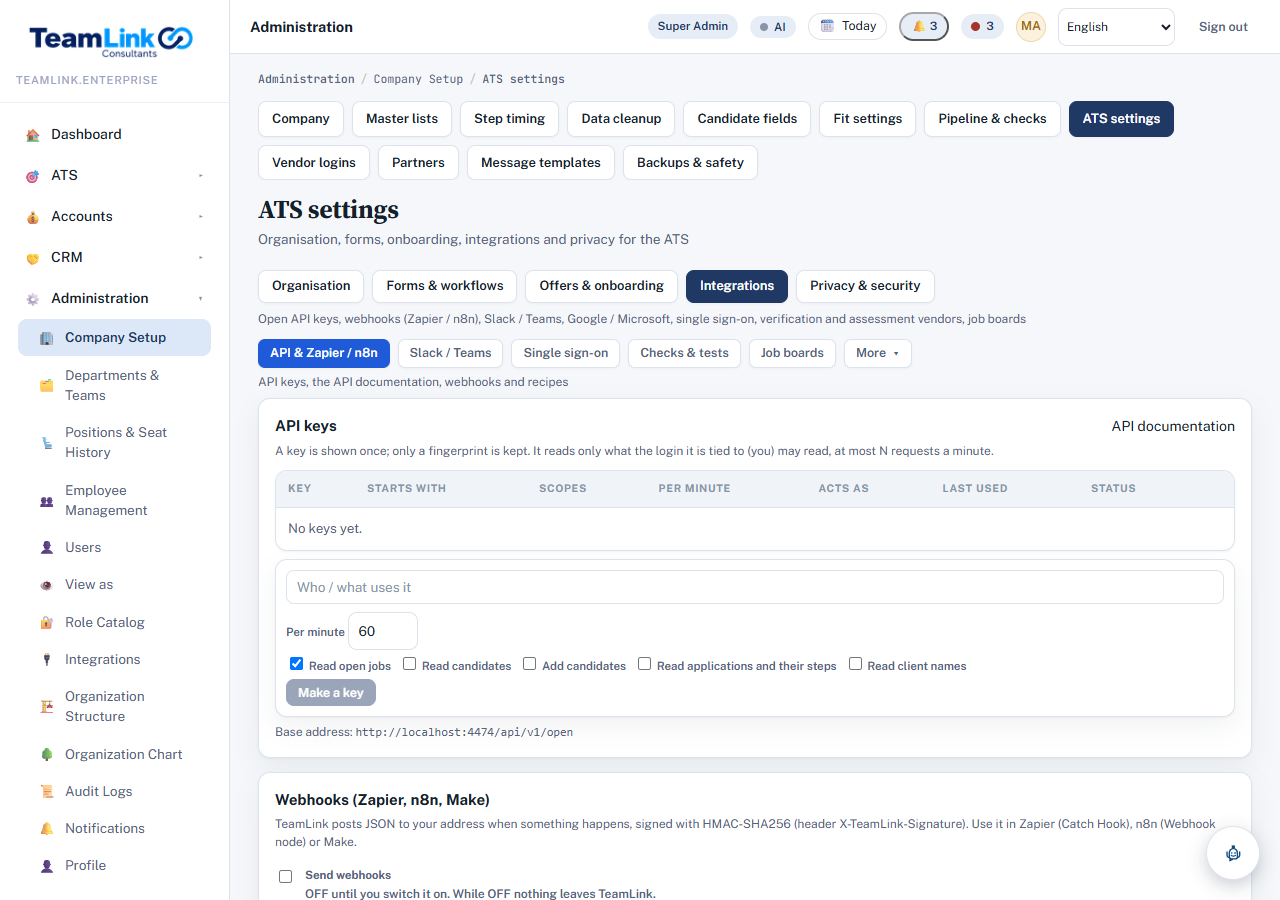 TeamLink
Consultants
TEAMLINK.ENTERPRISE
Dashboard
ATS
Accounts
CRM
Administration
Company Setup
Departments &
Teams
Positions & Seat
History
Employee
Management
Users
View as
Role Catalog
Integrations
Organization
Structure
Organization Chart
Audit Logs
Notifications
Profile
Administration
Super Admin
AI
Today
3
3
MA
English
Sign out
Administration / Company Setup / ATS settings
Company
Master lists
Step timing
Data cleanup
Candidate fields
Fit settings
Pipeline & checks
ATS settings
Vendor logins
Partners
Message templates
Backups & safety
ATS settings
Organisation, forms, onboarding, integrations and privacy for the ATS
Organisation
Forms & workflows
Offers & onboarding
Integrations
Privacy & security
Open API keys, webhooks (Zapier / n8n), Slack / Teams, Google / Microsoft, single sign-on, verification and assessment vendors, job boards
API & Zapier / n8n
Slack / Teams
Single sign-on
Checks & tests
Job boards
More
API keys, the API documentation, webhooks and recipes
API keys
API documentation
A key is shown once; only a fingerprint is kept. It reads only what the login it is tied to (you) may read, at most N requests a minute.
KEY STARTS WITH SCOPES PER MINUTE ACTS AS LAST USED STATUS
No keys yet.
Who / what uses it
Per minute 60
Read open jobs Read candidates Add candidates Read applications and their steps Read client names
Make a key
Base address: http://localhost:4474/api/v1/open
Webhooks (Zapier, n8n, Make)
TeamLink posts JSON to your address when something happens, signed with HMAC-SHA256 (header X-TeamLink-Signature). Use it in Zapier (Catch Hook), n8n (Webhook
node) or Make.
Send webhooks
OFF until you switch it on. While OFF nothing leaves TeamLink.